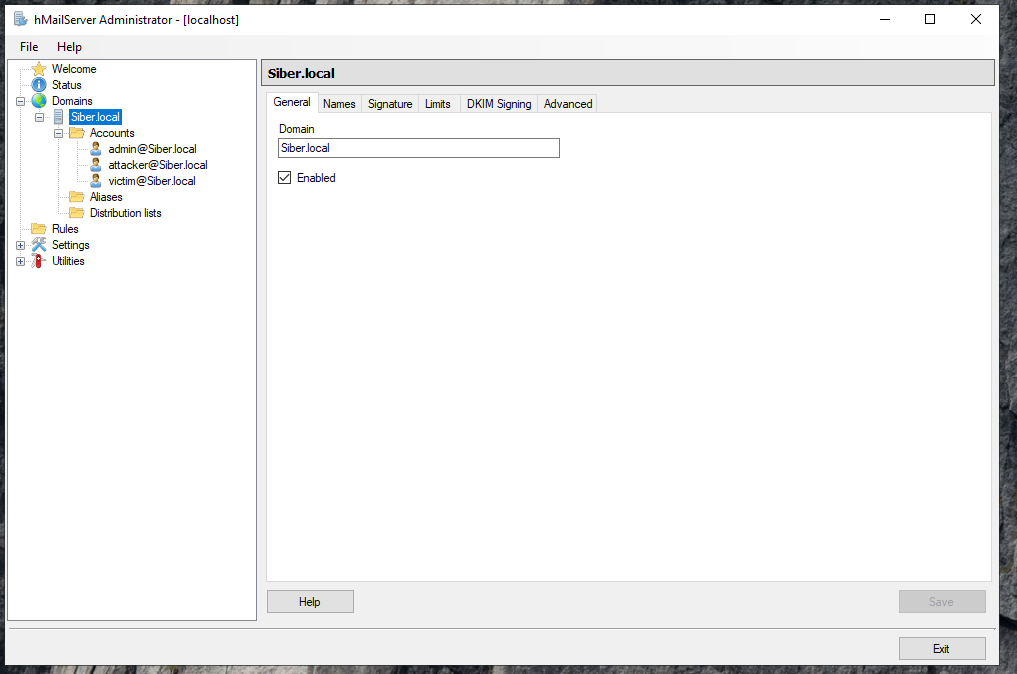 hMailServer Administrator - [localhost]
File Help
Welcome
Status
Domains
Siber.local
Accounts
admin@Siber.local
attacker@Siber.local
victim@Siber.local
Aliases
Distribution lists
Rules
Settings
Utilities
Siber.local
General Names Signature Limits DKIM Signing Advanced
Domain
Siber.local
Enabled
Help Save
Exit